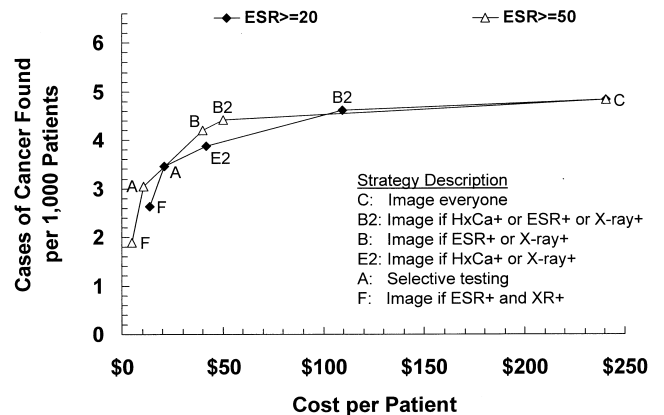 ESR>=20 ESR>=50
Cases of Cancer Found
per 1,000 Patients
6
5
4
3
2
1
0
B2
C
B2
B
E2
A
A
F
F
Strategy Description
C: Image everyone
B2: Image if HxCa+ or ESR+ or X-ray+
B: Image if ESR+ or X-ray+
E2: Image if HxCa+ or X-ray+
A: Selective testing
F: Image if ESR+ and XR+
$0 $50 $100 $150 $200 $250
Cost per Patient